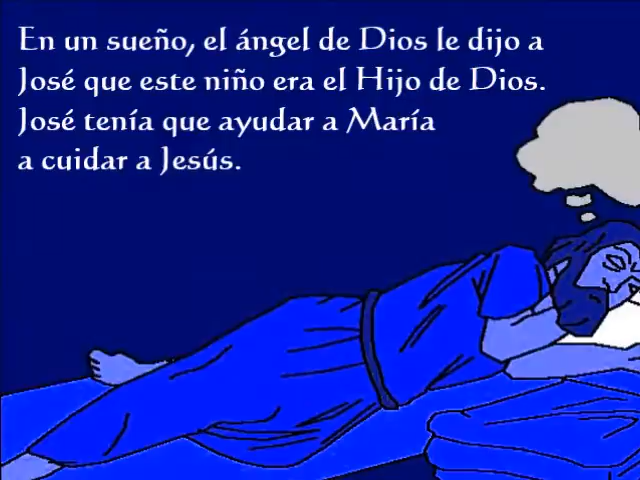 En un sueño, el ángel de Dios le dijo a
José que este niño era el Hijo de Dios.
José tenía que ayudar a María
a cuidar a Jesús.